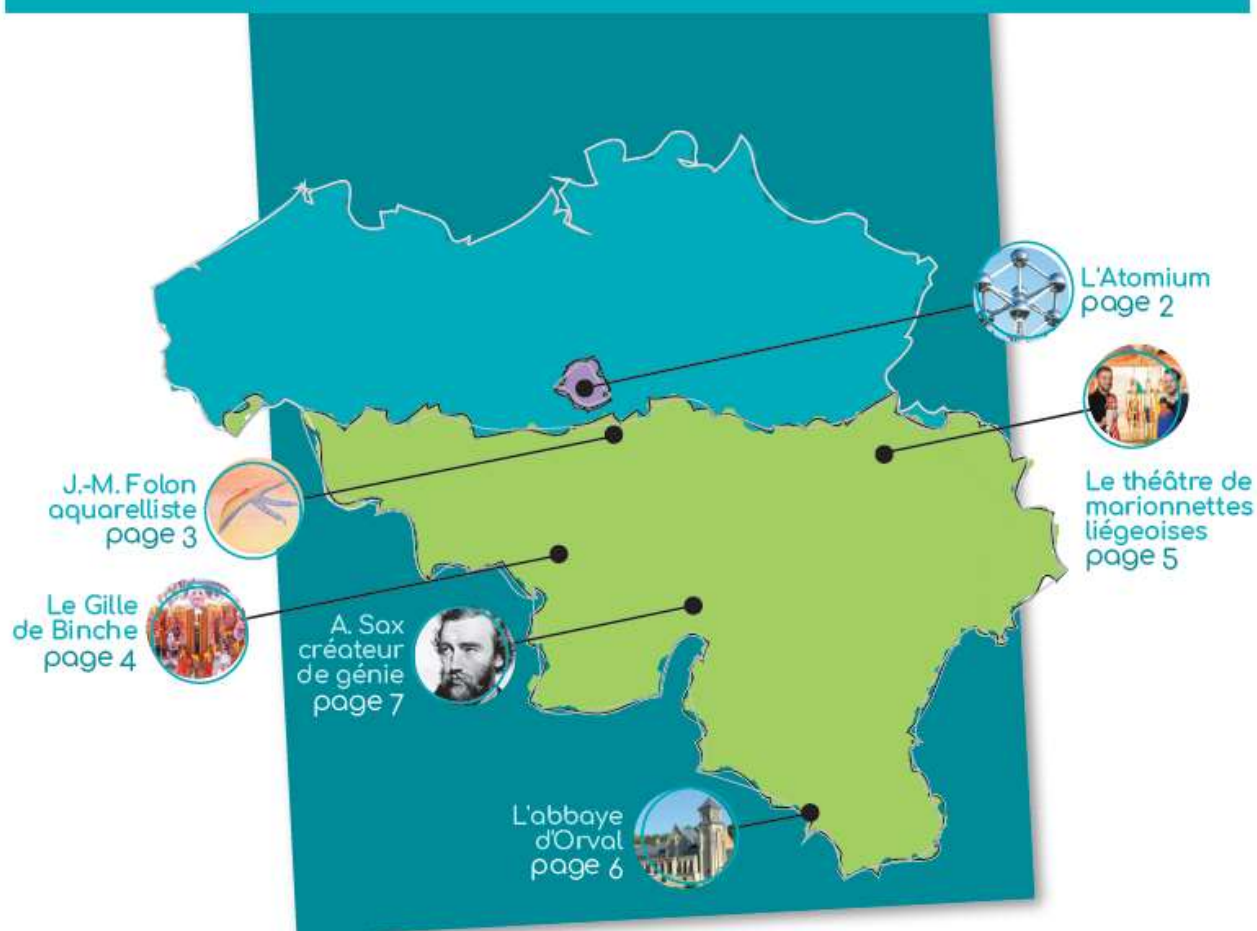 L'Atomium
page 2
Le théâtre de
marionnettes
liégeoises
page 5
J.-M. Folon
aquarelliste
page 3
Le Gille
de Binche
page 4
A. Sax
créateur
de génie
page 7
L'abbaye
d'Orval
page 6